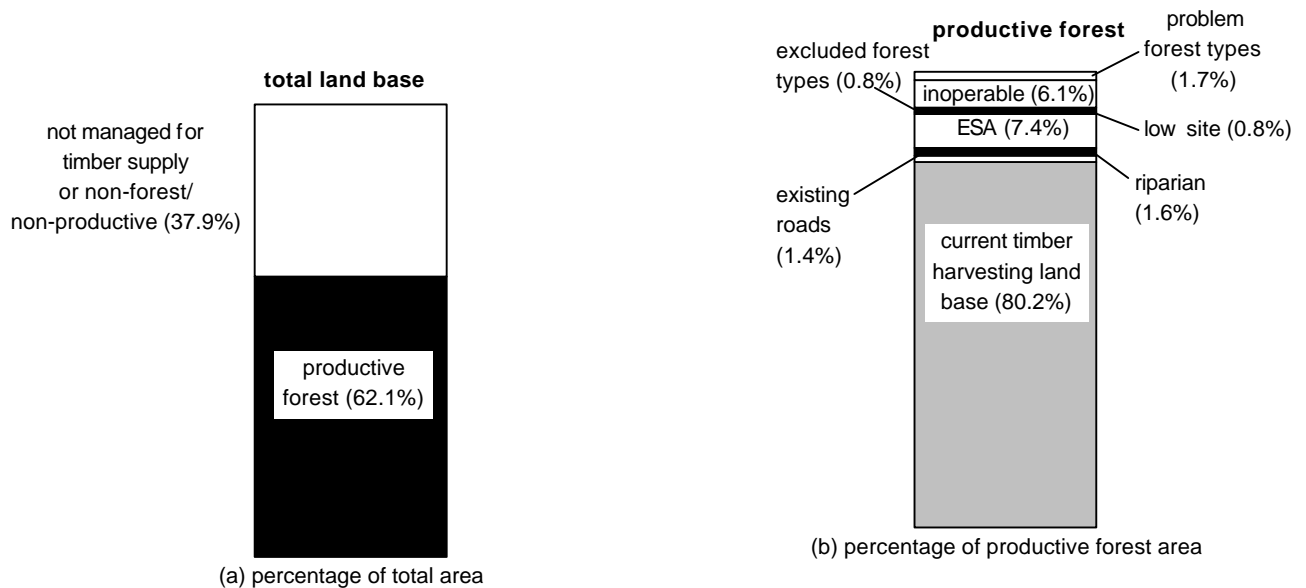 total land base
not managed for
timber supply
or non-forest/
non-productive (37.9%)
productive
forest (62.1%)
(a) percentage of total area
productive forest
excluded forest
types (0.8%)
problem
forest types
(1.7%)
inoperable (6.1%)
ESA (7.4%)
low site (0.8%)
existing
roads
(1.4%)
riparian
(1.6%)
current timber
harvesting land
base (80.2%)
(b) percentage of productive forest area